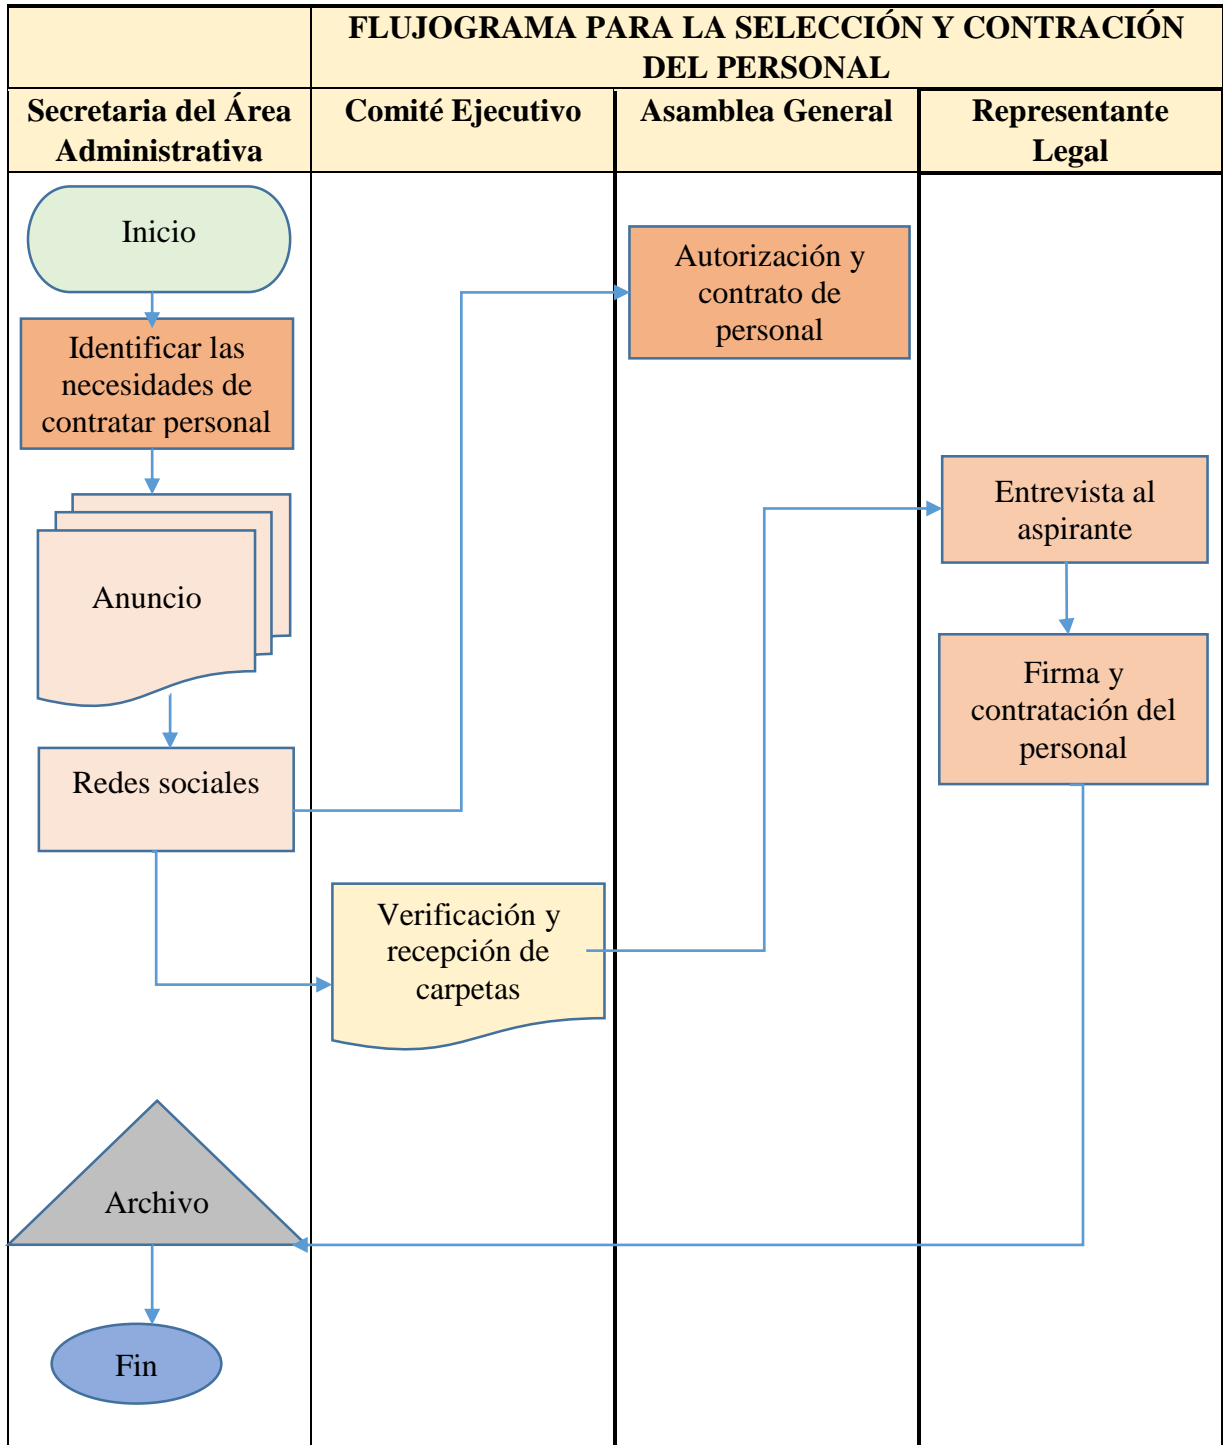 FLUJOGRAMA PARA LA SELECCIÓN Y CONTRACIÓN
DEL PERSONAL
Secretaria del Área
Administrativa
Comité Ejecutivo
Asamblea General
Representante
Legal
Inicio
Identificar las
necesidades de
contratar personal
Anuncio
Redes sociales
Verificación y
recepción de
carpetas
Autorización y
contrato de
personal
Entrevista al
aspirante
Firma y
contratación del
personal
Archivo
Fin